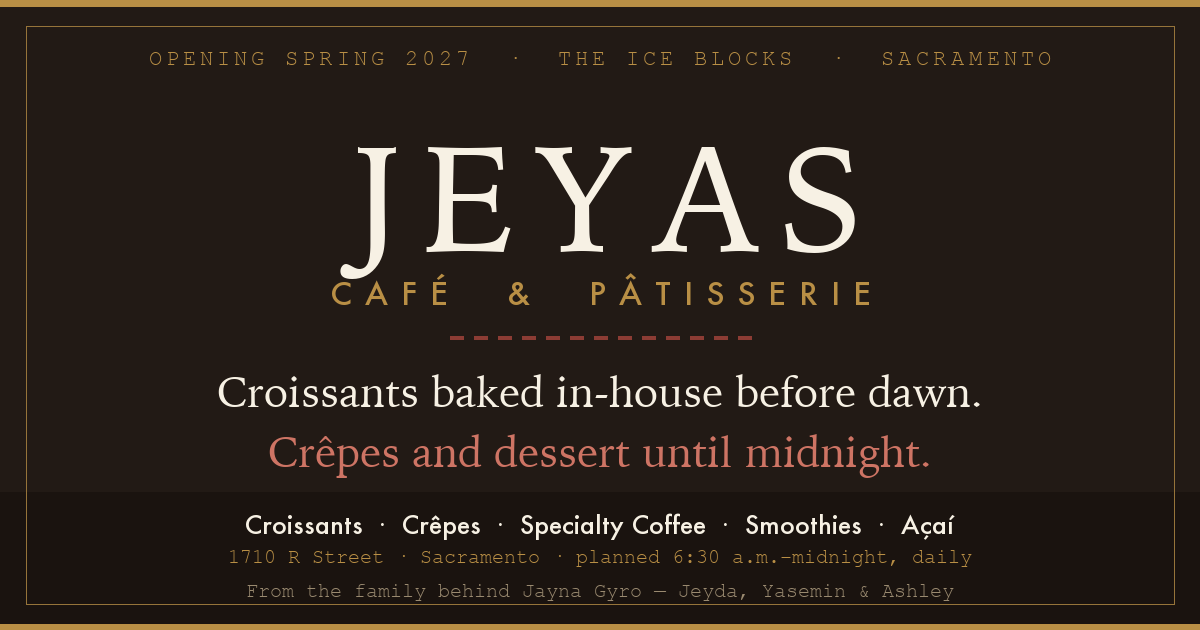 OPENING SPRING 2027 · THE ICE BLOCKS · SACRAMENTO
JEYAS
CAFÉ & PÂTISSERIE
Croissants baked in-house before dawn.
Crêpes and dessert until midnight.
Croissants · Crêpes · Specialty Coffee · Smoothies · Açaí
1710 R Street · Sacramento · planned 6:30 a.m.–midnight, daily
From the family behind Jayna Gyro — Jeyda, Yasemin & Ashley